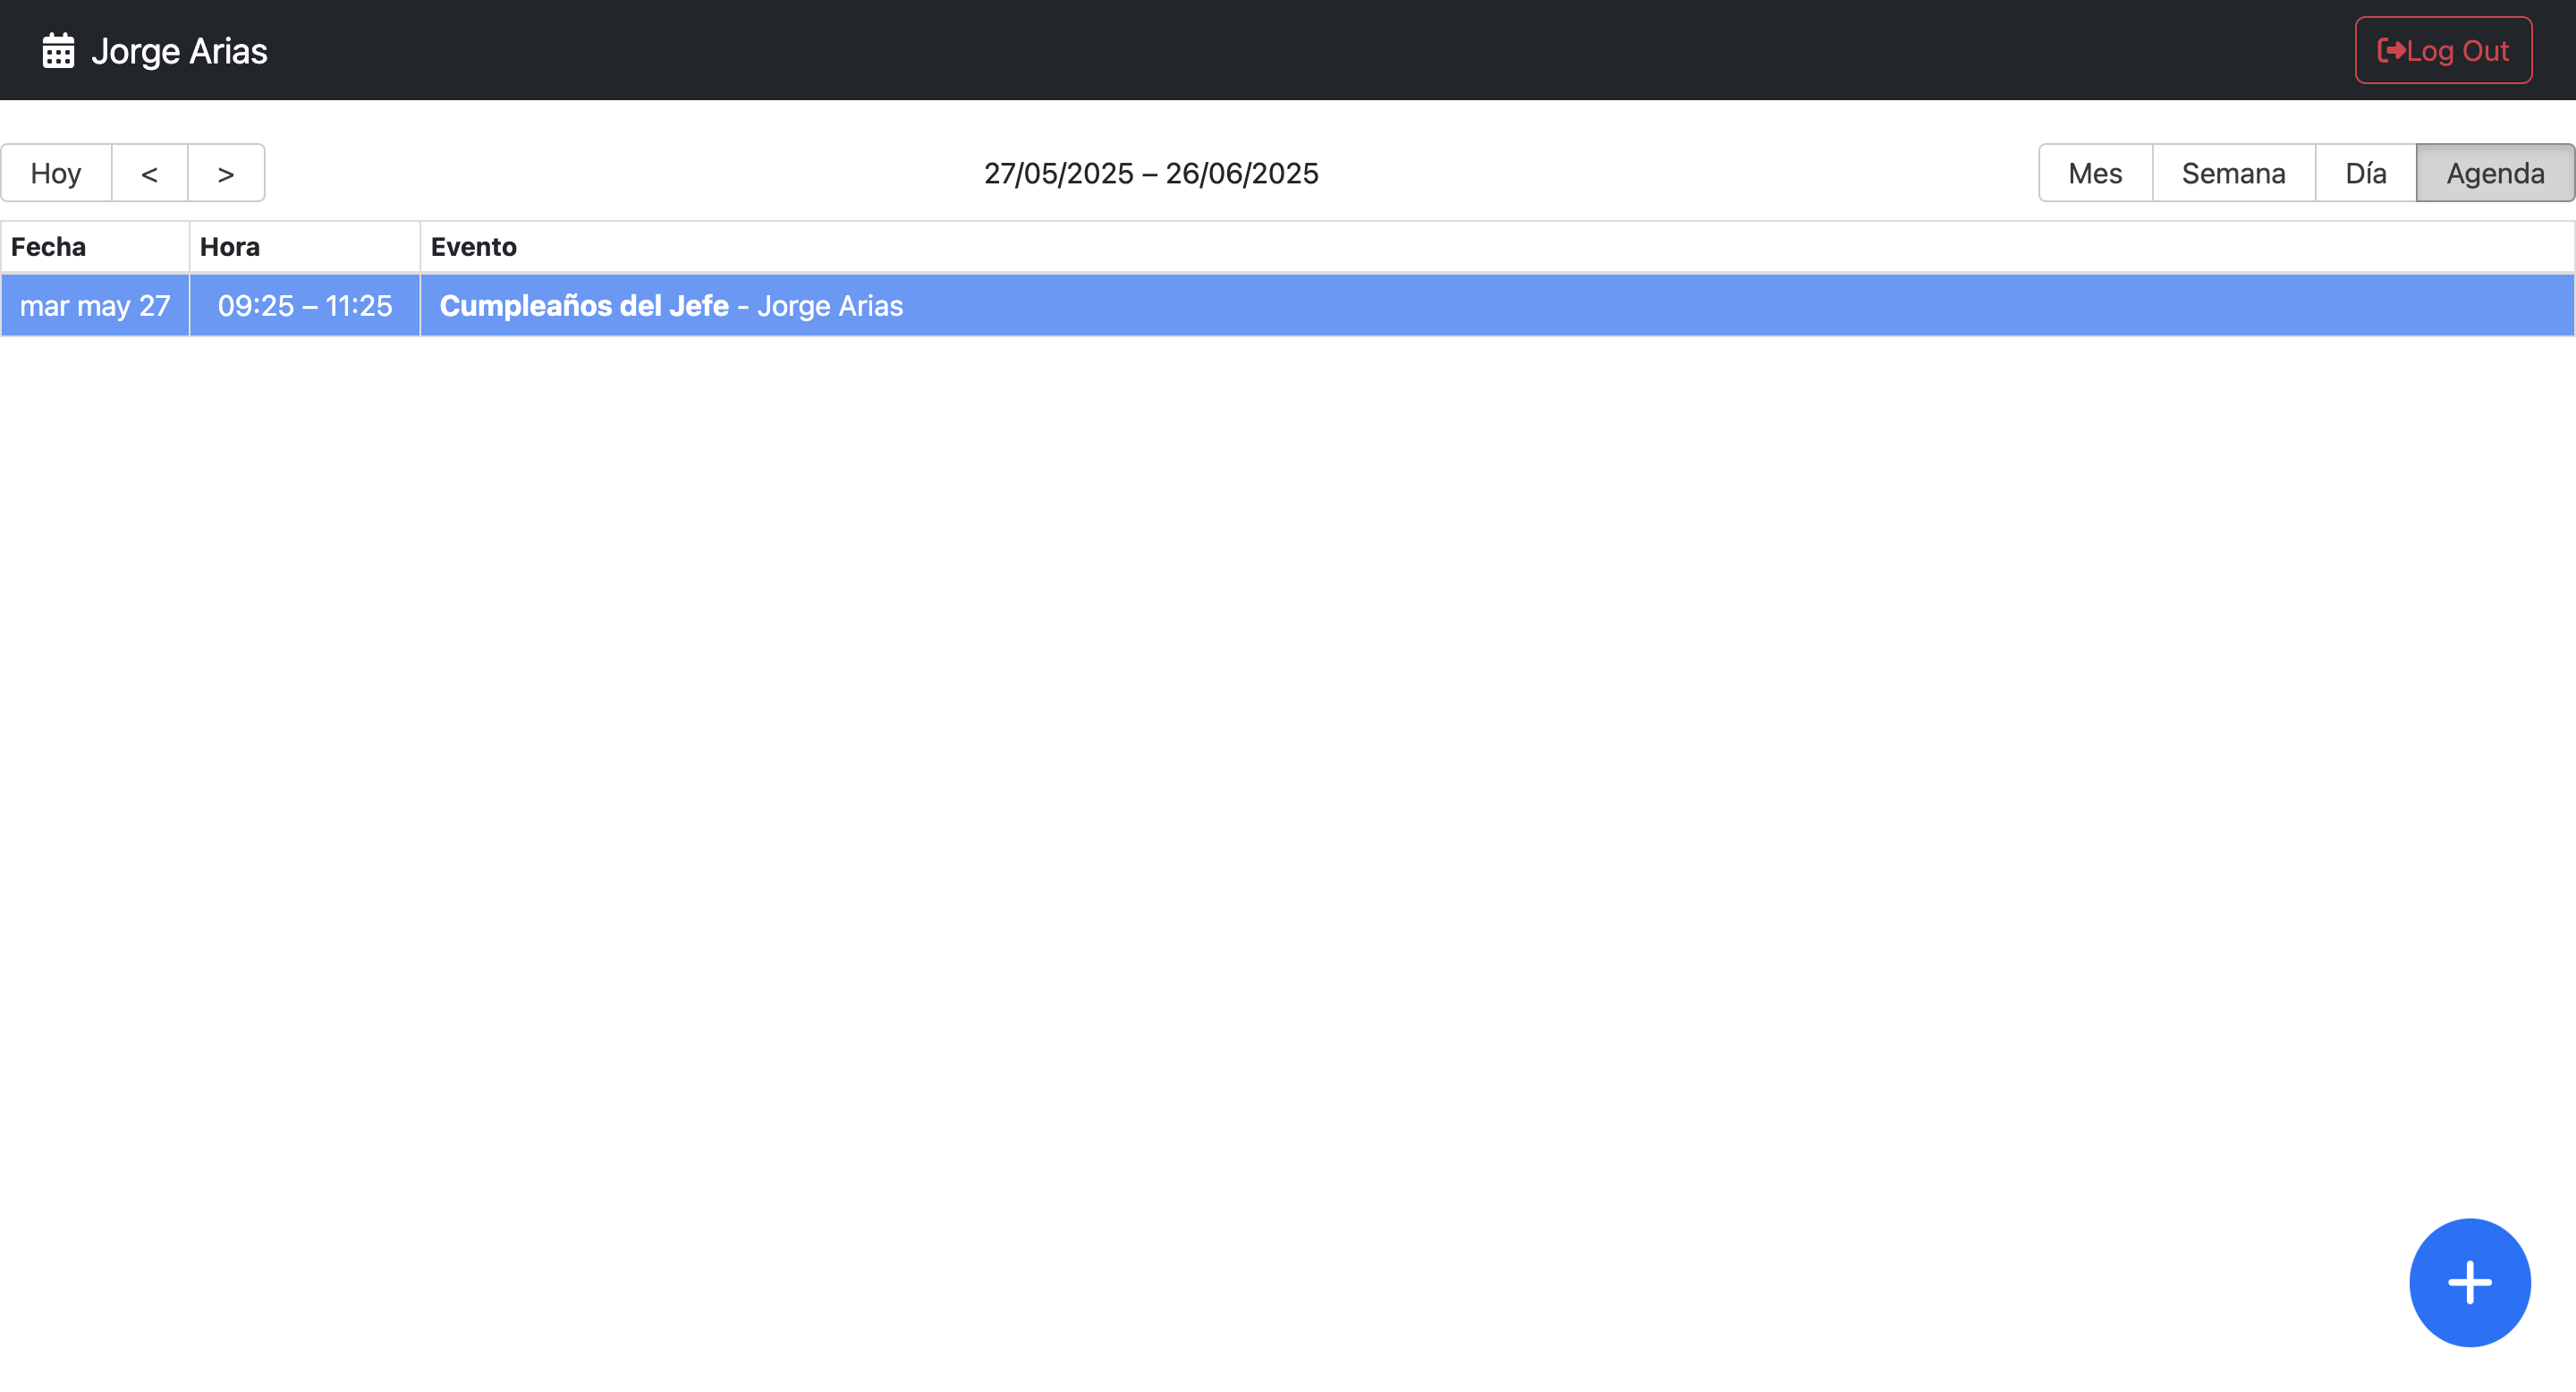 Jorge Arias
Log Out
Hoy < > 27/05/2025 – 26/06/2025 Mes Semana Día Agenda
Fecha Hora Evento
mar may 27 09:25 – 11:25 Cumpleaños del Jefe - Jorge Arias